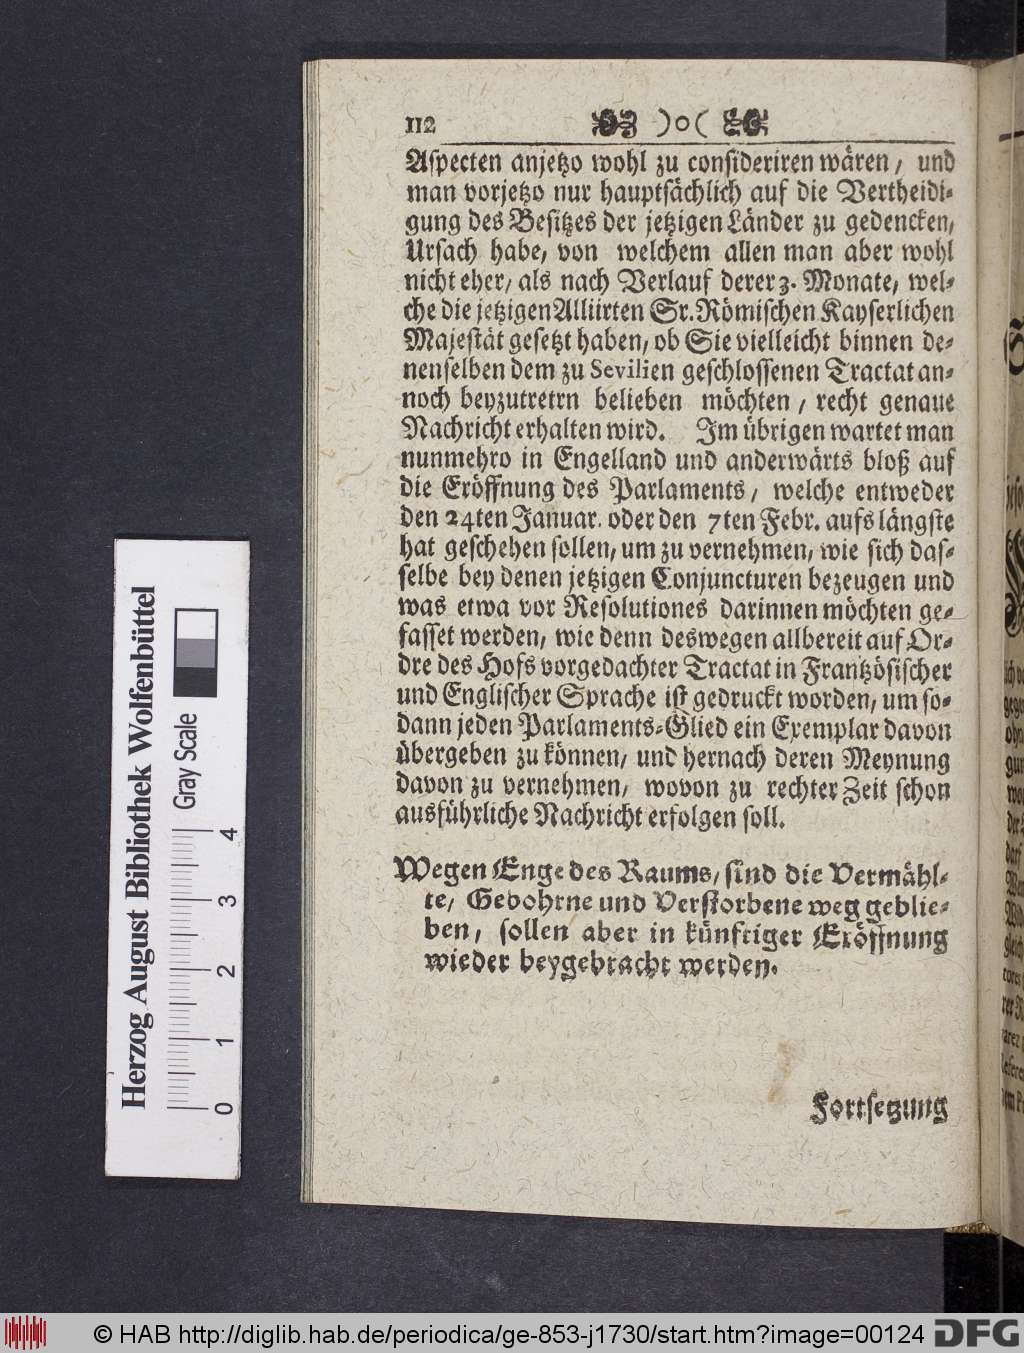 112 )o(
Aspecten anjetzo wohl zu consideriren wären, und
man vorjetzo nur hauptsächlich auf die Vertheidi-
gung des Besitzes der jetzigen Länder zu gedencken,
Ursach habe, von welchem allen man aber wohl
nicht eher, als nach Verlauf derer 3. Monate, wel-
che die jetzigen Alliirten Sr. Römischen Kayserlichen
Majestät gesetzt haben, ob Sie vielleicht binnen de-
nenselben dem zu Sevilien geschlossenen Tractat an-
noch beyzutretrn belieben möchten, recht genaue
Nachricht erhalten wird. Im übrigen wartet man
nunmehro in Engelland und anderwärts bloß auf
die Eröffnung des Parlaments, welche entweder
den 24ten Januar. oder den 7ten Febr. aufs längste
hat geschehen sollen, um zu vernehmen, wie sich das-
selbe bey denen jetzigen Conjuncturen bezeugen und
was etwa vor Resolutiones darinnen möchten ge-
fasset werden, wie denn deswegen allbereit auf Or-
dre des Hofs vorgedachter Tractat in Frantzösischer
und Englischer Sprache ist gedruckt worden, um so-
dann jeden Parlaments-Glied ein Exemplar davon
übergeben zu können, und hernach deren Meynung
davon zu vernehmen, wovon zu rechter Zeit schon
ausführliche Nachricht erfolgen soll.
Wegen Enge des Raums, sind die Vermähl-
te, Gebohrne und Verstorbene weg geblie-
ben, sollen aber in künftiger Eröffnung
wieder beygebracht werden.
Fortsetzung
Herzog August Bibliothek Wolfenbüttel
Gray Scale
0 1 2 3 4
© HAB http://diglib.hab.de/periodica/ge-853-j1730/start.htm?image=00124 DFG